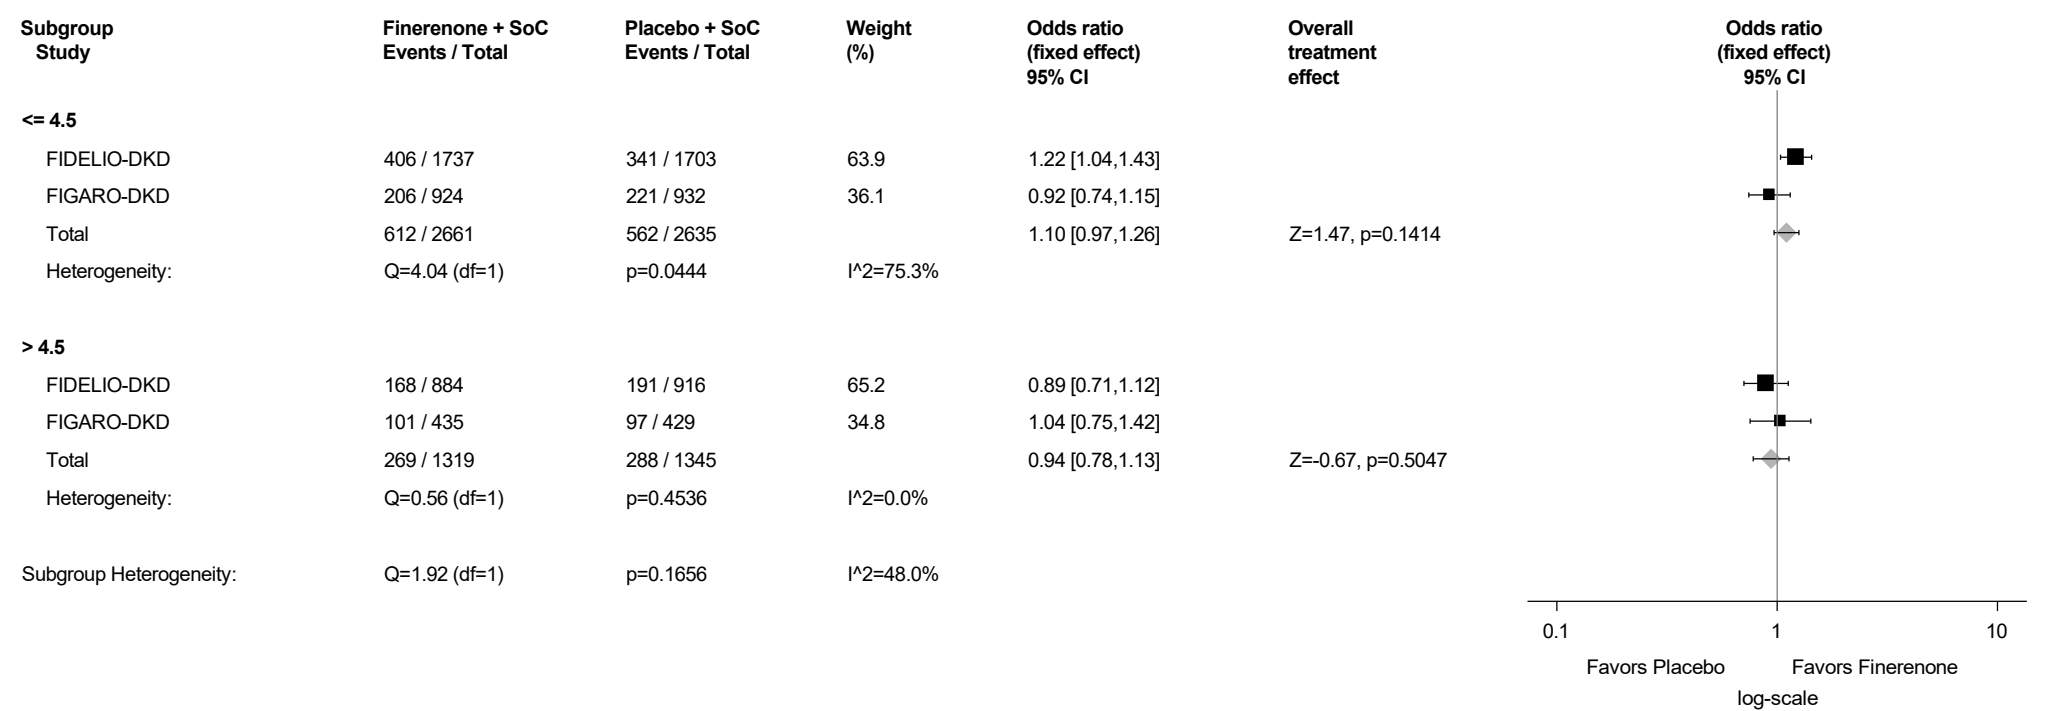 Subgroup Finerenone + SoC Placebo + SoC Weight Odds ratio Overall Odds ratio
Study Events / Total Events / Total (%) (fixed effect) treatment (fixed effect)
95% CI effect 95% CI
<= 4.5
FIDELIO-DKD 406 / 1737 341 / 1703 63.9 1.22 [1.04,1.43]
FIGARO-DKD 206 / 924 221 / 932 36.1 0.92 [0.74,1.15]
Total 612 / 2661 562 / 2635 1.10 [0.97,1.26] Z=1.47, p=0.1414
Heterogeneity: Q=4.04 (df=1) p=0.0444 I^2=75.3%
> 4.5
FIDELIO-DKD 168 / 884 191 / 916 65.2 0.89 [0.71,1.12]
FIGARO-DKD 101 / 435 97 / 429 34.8 1.04 [0.75,1.42]
Total 269 / 1319 288 / 1345 0.94 [0.78,1.13] Z=-0.67, p=0.5047
Heterogeneity: Q=0.56 (df=1) p=0.4536 I^2=0.0%
Subgroup Heterogeneity: Q=1.92 (df=1) p=0.1656 I^2=48.0%
0.1 1 10
Favors Placebo Favors Finerenone
log-scale